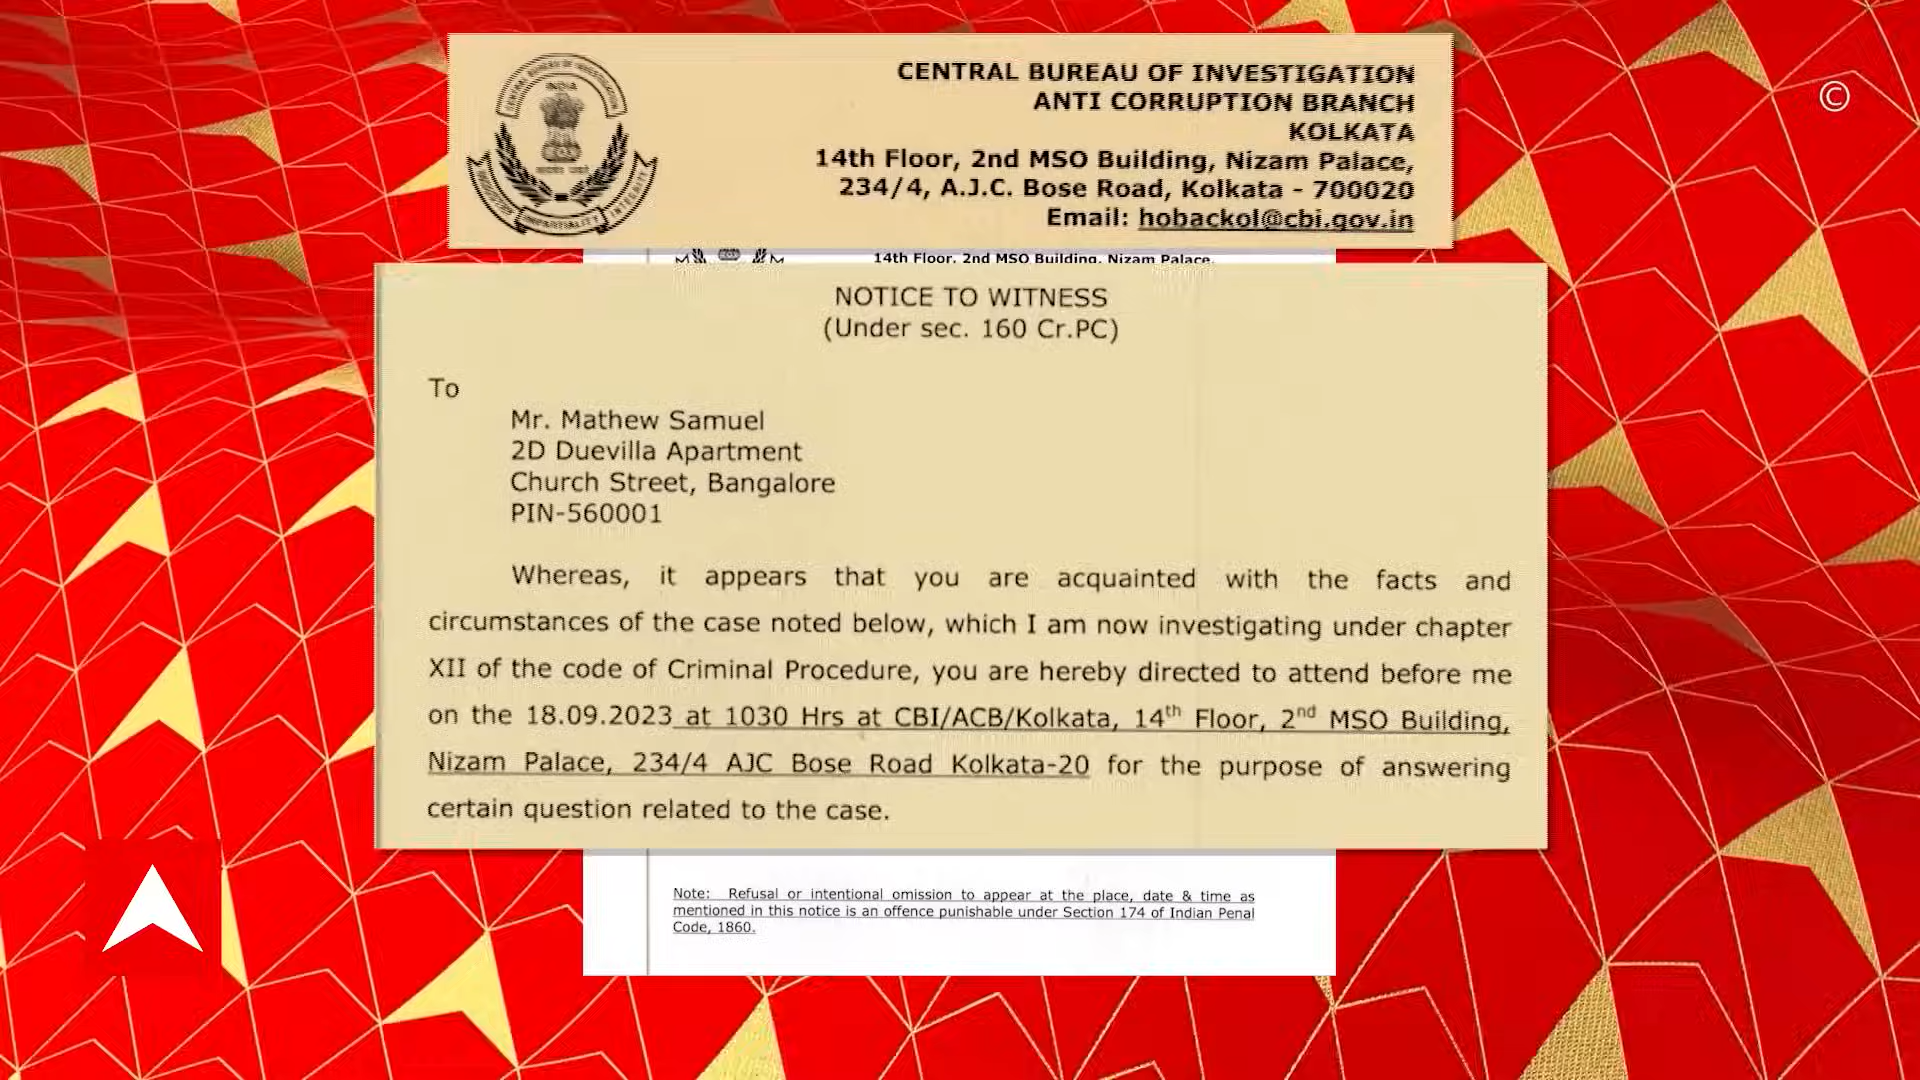 CENTRAL BUREAU OF INVESTIGATION
ANTI CORRUPTION BRANCH
KOLKATA
14th Floor, 2nd MSO Building, Nizam Palace,
234/4, A.J.C. Bose Road, Kolkata - 700020
Email: hobackol@cbi.gov.in
CENTRAL BUREAU OF INVESTIGATION
INDIA
IMPARTIALITY
INTEGRITY
©
14th Floor, 2nd MSO Building, Nizam Palace,
NOTICE TO WITNESS
(Under sec. 160 Cr.PC)
To
Mr. Mathew Samuel
2D Duevilla Apartment
Church Street, Bangalore
PIN-560001
Whereas, it appears that you are acquainted with the facts and
circumstances of the case noted below, which I am now investigating under chapter
XII of the code of Criminal Procedure, you are hereby directed to attend before me
on the 18.09.2023 at 1030 Hrs at CBI/ACB/Kolkata, 14th Floor, 2nd MSO Building,
Nizam Palace, 234/4 AJC Bose Road Kolkata-20 for the purpose of answering
certain question related to the case.
Note: Refusal or intentional omission to appear at the place, date & time as
mentioned in this notice is an offence punishable under Section 174 of Indian Penal
Code, 1860.